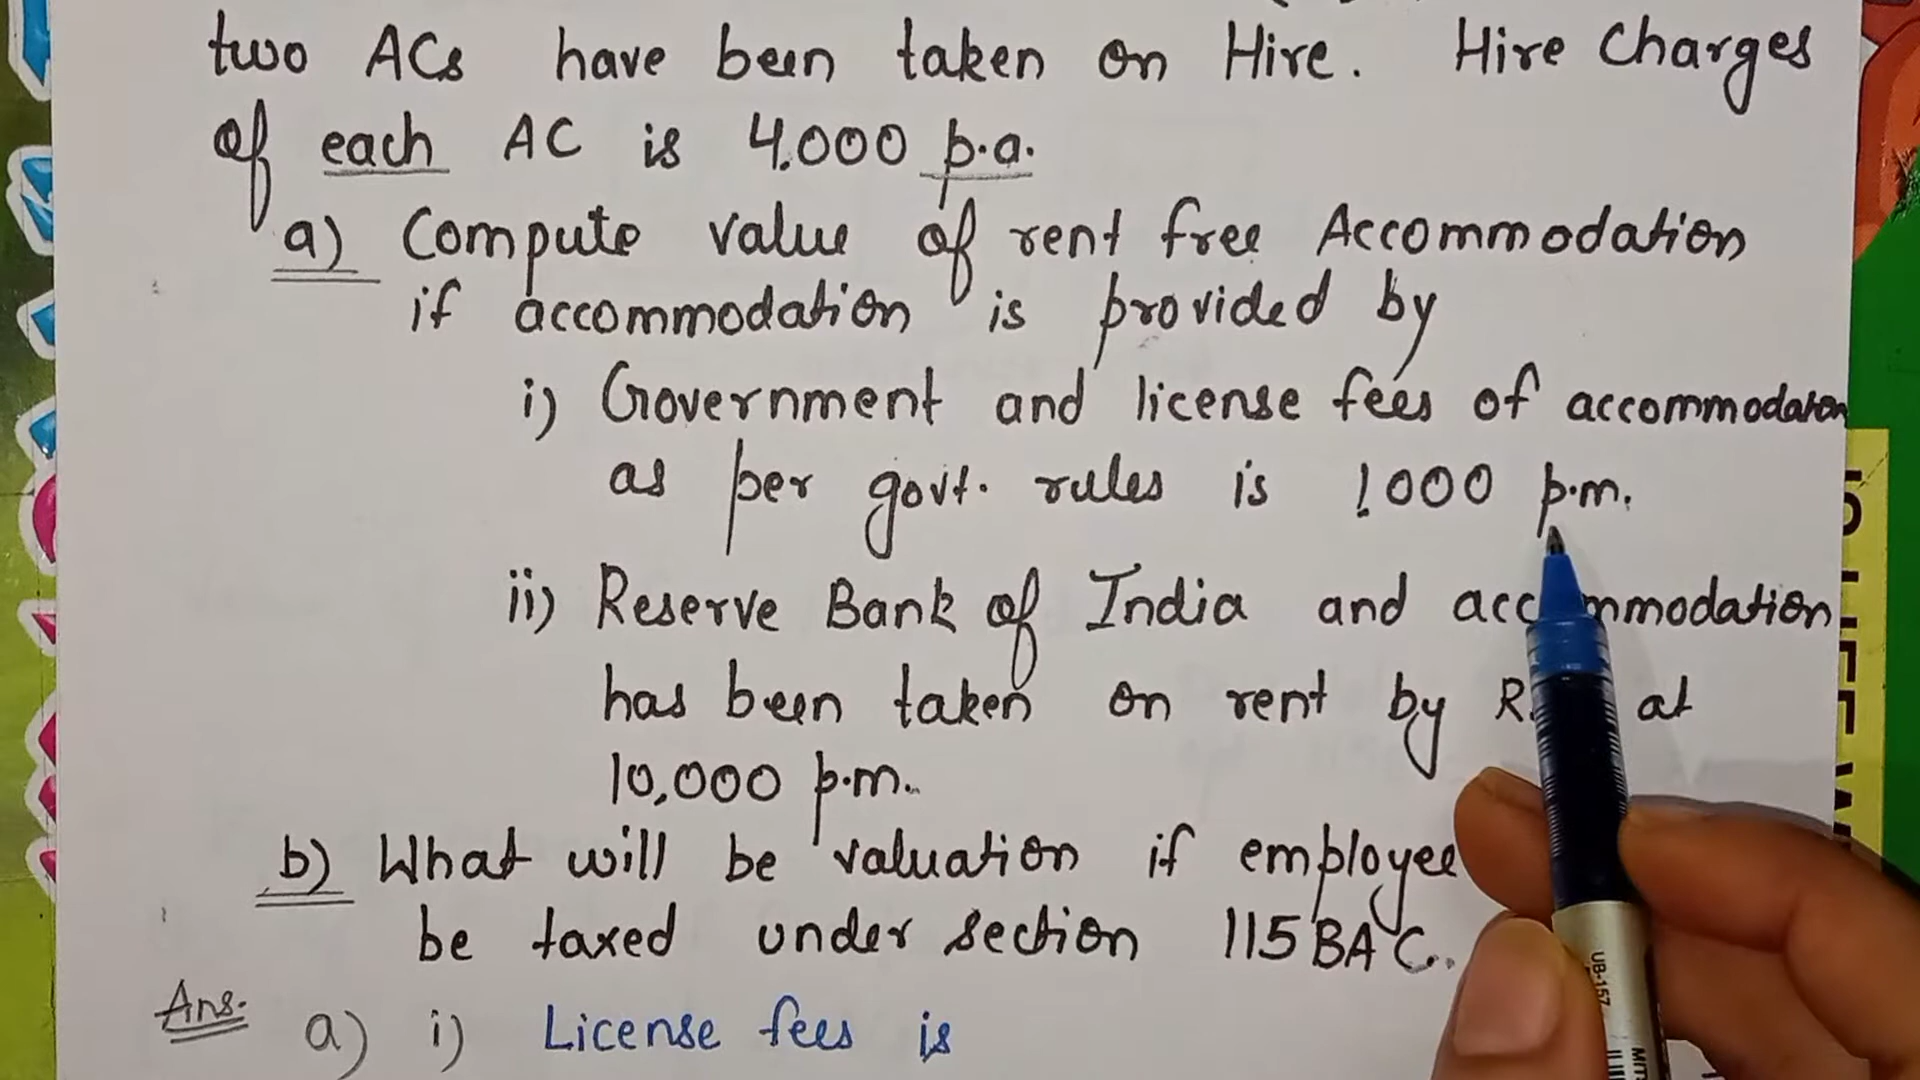 two ACs have been taken on Hire. Hire Charges
of each AC is 4,000 p.a.
a) Compute value of rent free Accommodation
if accommodation is provided by
i) Government and license fees of accommodaton
as per govt. rules is 1000 p.m.
ii) Reserve Bank of India and accommodation
has been taken on rent by at
10,000 p.m.
b) What will be valuation if employee
be taxed under section 115BAC.
Ans. a) i) License fees is
UB-157